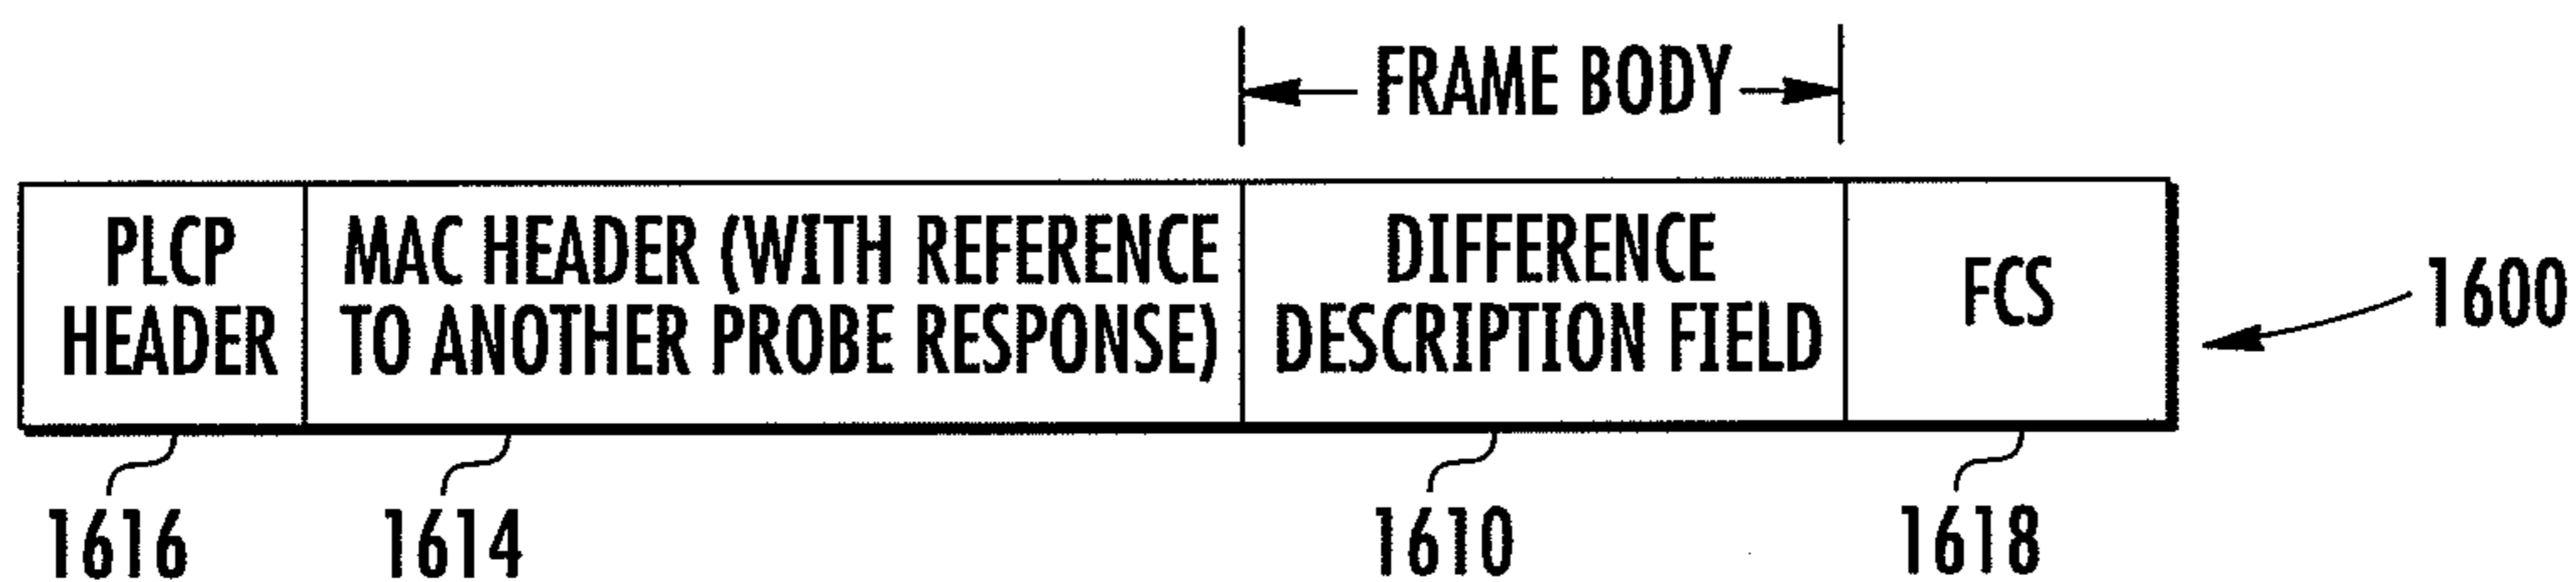 FRAME BODY
PLCP
HEADER
MAC HEADER (WITH REFERENCE
TO ANOTHER PROBE RESPONSE)
DIFFERENCE
DESCRIPTION FIELD
FCS
1600
1616
1614
1610
1618